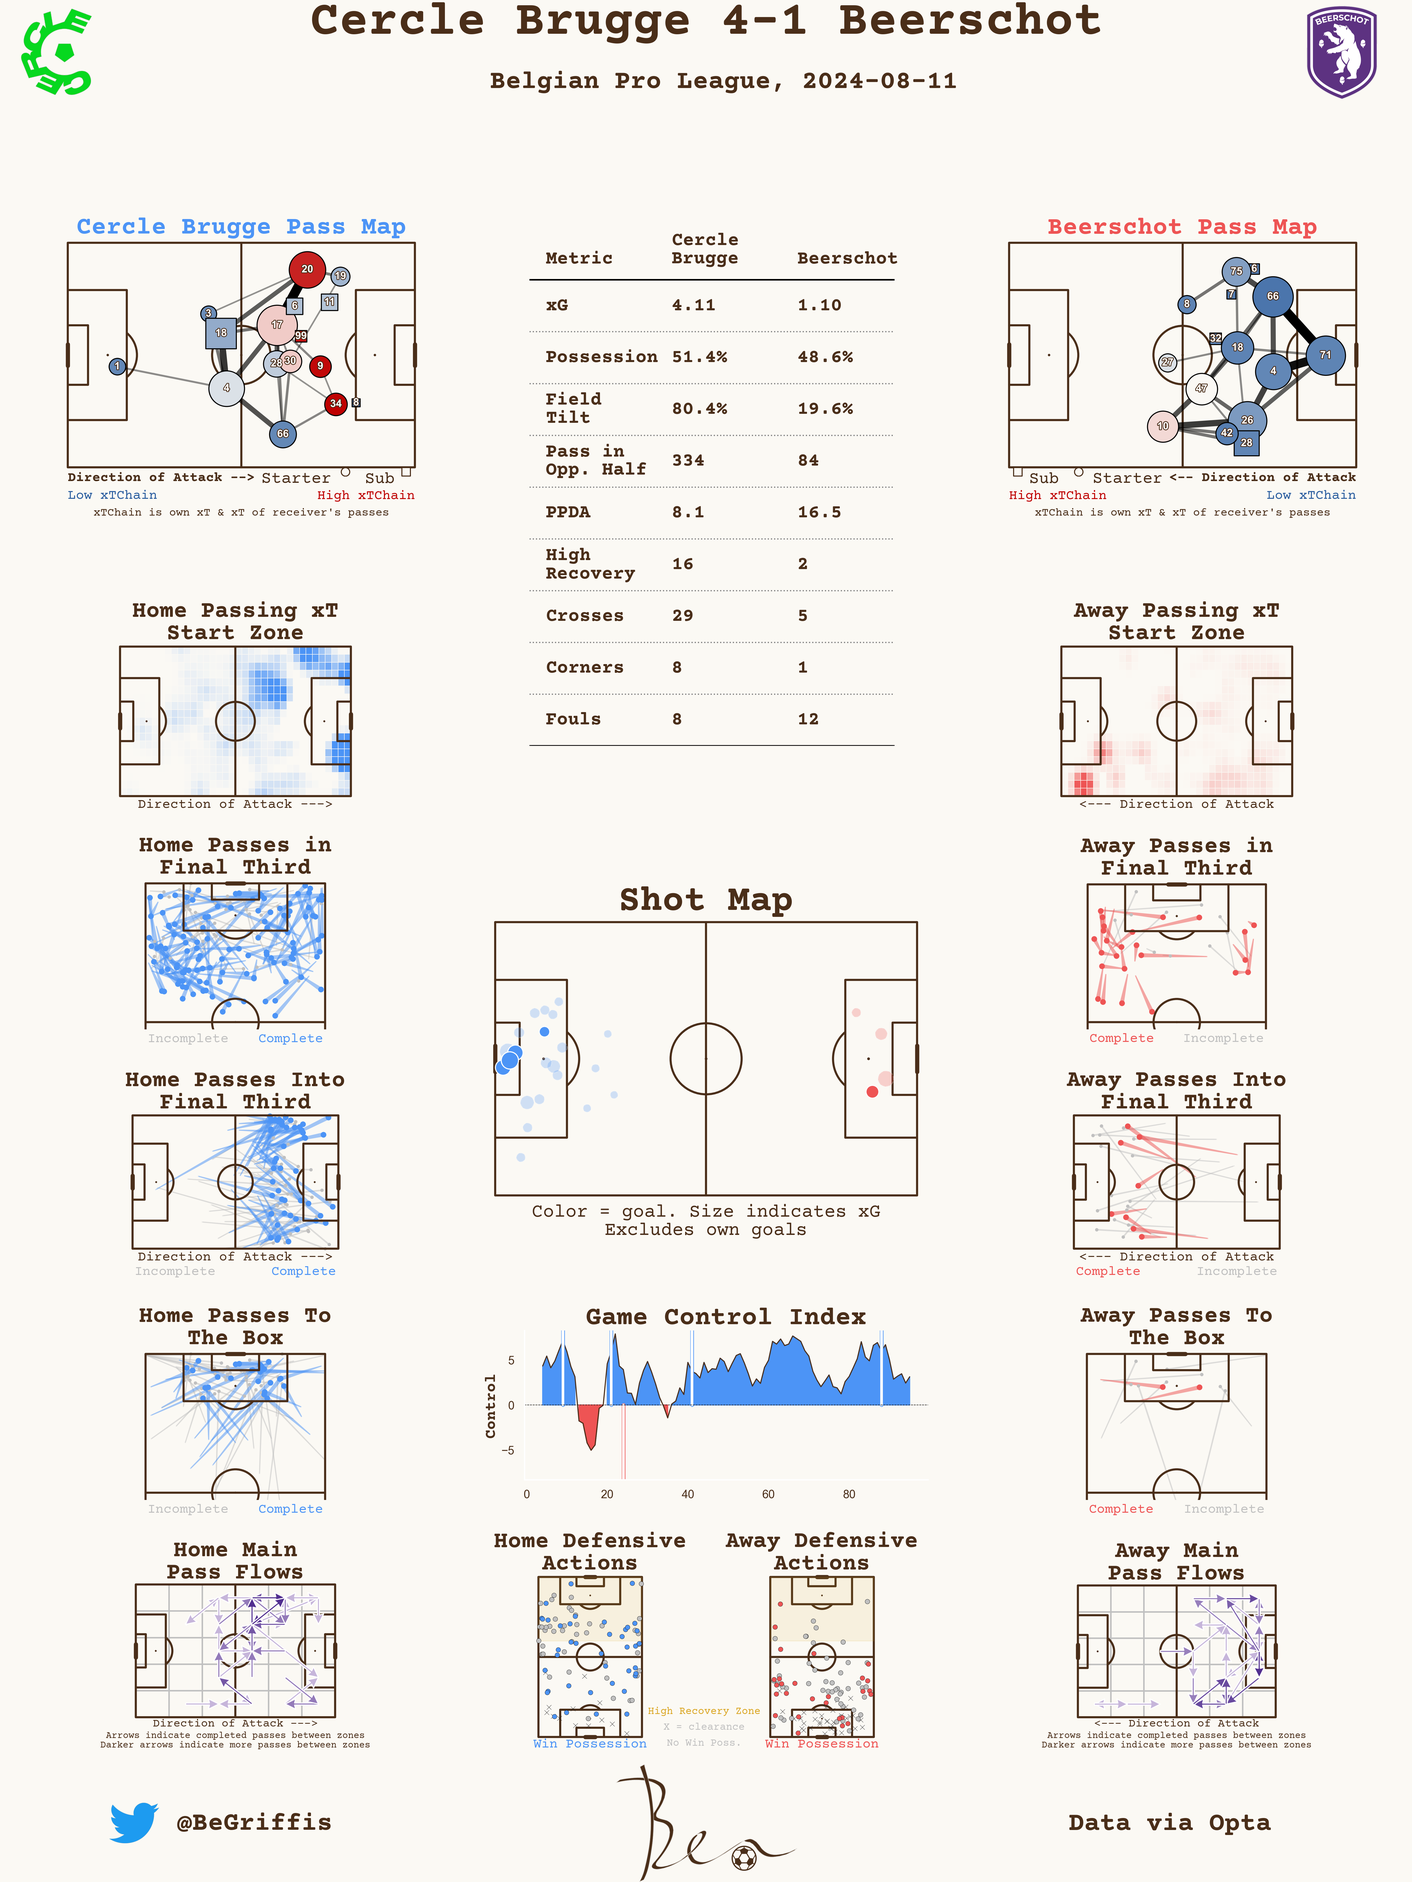 Cercle Brugge 4-1 Beerschot
Belgian Pro League, 2024-08-11
BEERSCHOT
Cercle Brugge Pass Map
20
19
6
11
3
18
17
99
28
30
9
1
4
34
8
66
Direction of Attack --> Starter Sub
Low xTChain High xTChain
xTChain is own xT & xT of receiver's passes
Metric Cercle Brugge Beerschot
xG 4.11 1.10
Possession 51.4% 48.6%
Field Tilt 80.4% 19.6%
Pass in Opp. Half 334 84
PPDA 8.1 16.5
High Recovery 16 2
Crosses 29 5
Corners 8 1
Fouls 8 12
Beerschot Pass Map
75
6
7
66
8
32
18
71
27
4
47
10
26
42
28
Sub Starter <-- Direction of Attack
High xTChain Low xTChain
xTChain is own xT & xT of receiver's passes
Home Passing xT
Start Zone
Direction of Attack --->
Away Passing xT
Start Zone
<--- Direction of Attack
Home Passes in
Final Third
Incomplete Complete
Away Passes in
Final Third
Complete Incomplete
Shot Map
Color = goal. Size indicates xG
Excludes own goals
Home Passes Into
Final Third
Direction of Attack --->
Incomplete Complete
Away Passes Into
Final Third
<--- Direction of Attack
Complete Incomplete
Home Passes To
The Box
Incomplete Complete
Game Control Index
Control
5
0
−5
0 20 40 60 80
Away Passes To
The Box
Complete Incomplete
Home Main
Pass Flows
Direction of Attack --->
Arrows indicate completed passes between zones
Darker arrows indicate more passes between zones
Home Defensive
Actions
Win Possession
High Recovery Zone
X = clearance
No Win Poss.
Away Defensive
Actions
Win Possession
Away Main
Pass Flows
<--- Direction of Attack
Arrows indicate completed passes between zones
Darker arrows indicate more passes between zones
@BeGriffis
Ben
Data via Opta